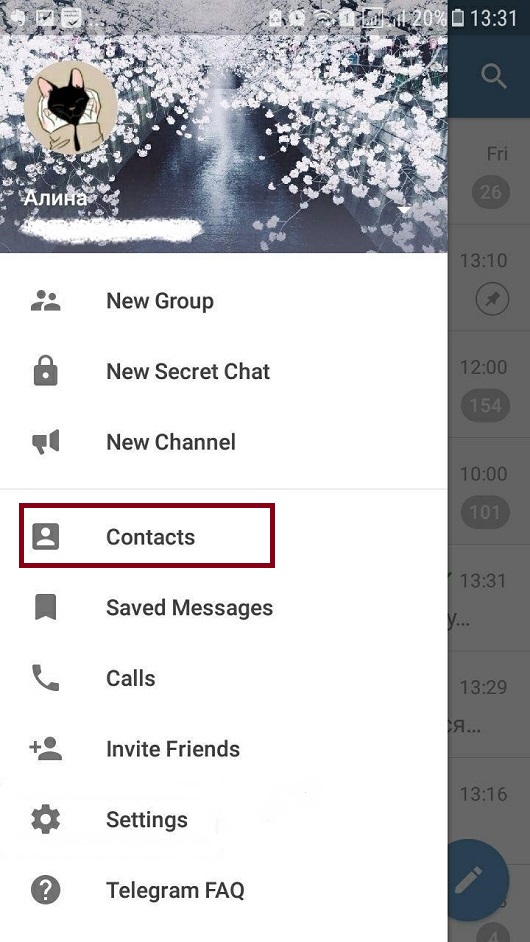 20% 13:31
Алина
Fri
26
13:10
New Group
New Secret Chat
12:00
154
New Channel
10:00
101
Contacts
13:31
у...
Saved Messages
Calls
13:29
ся...
Invite Friends
13:16
Settings
Telegram FAQ
4